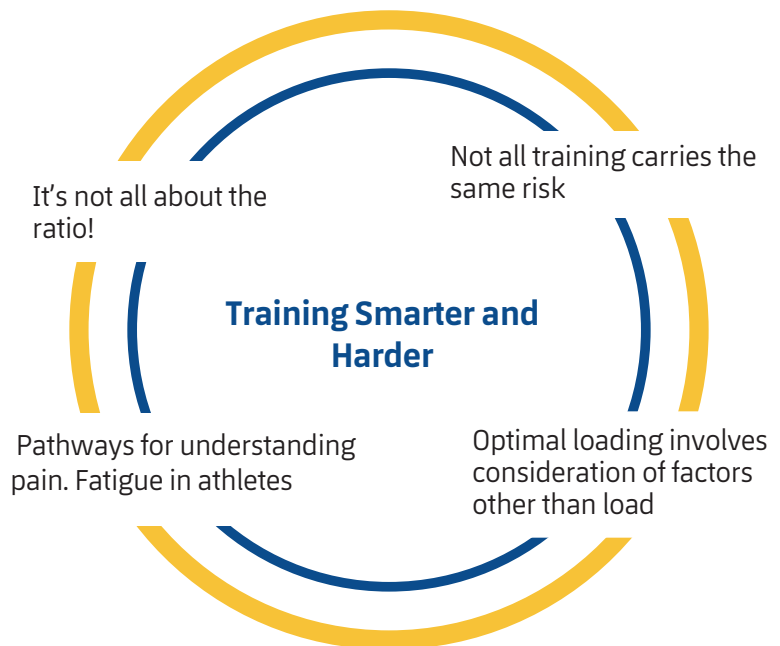 Not all training carries the
same risk
It's not all about the
ratio!
Training Smarter and
Harder
Pathways for understanding
pain. Fatigue in athletes
Optimal loading involves
consideration of factors
other than load